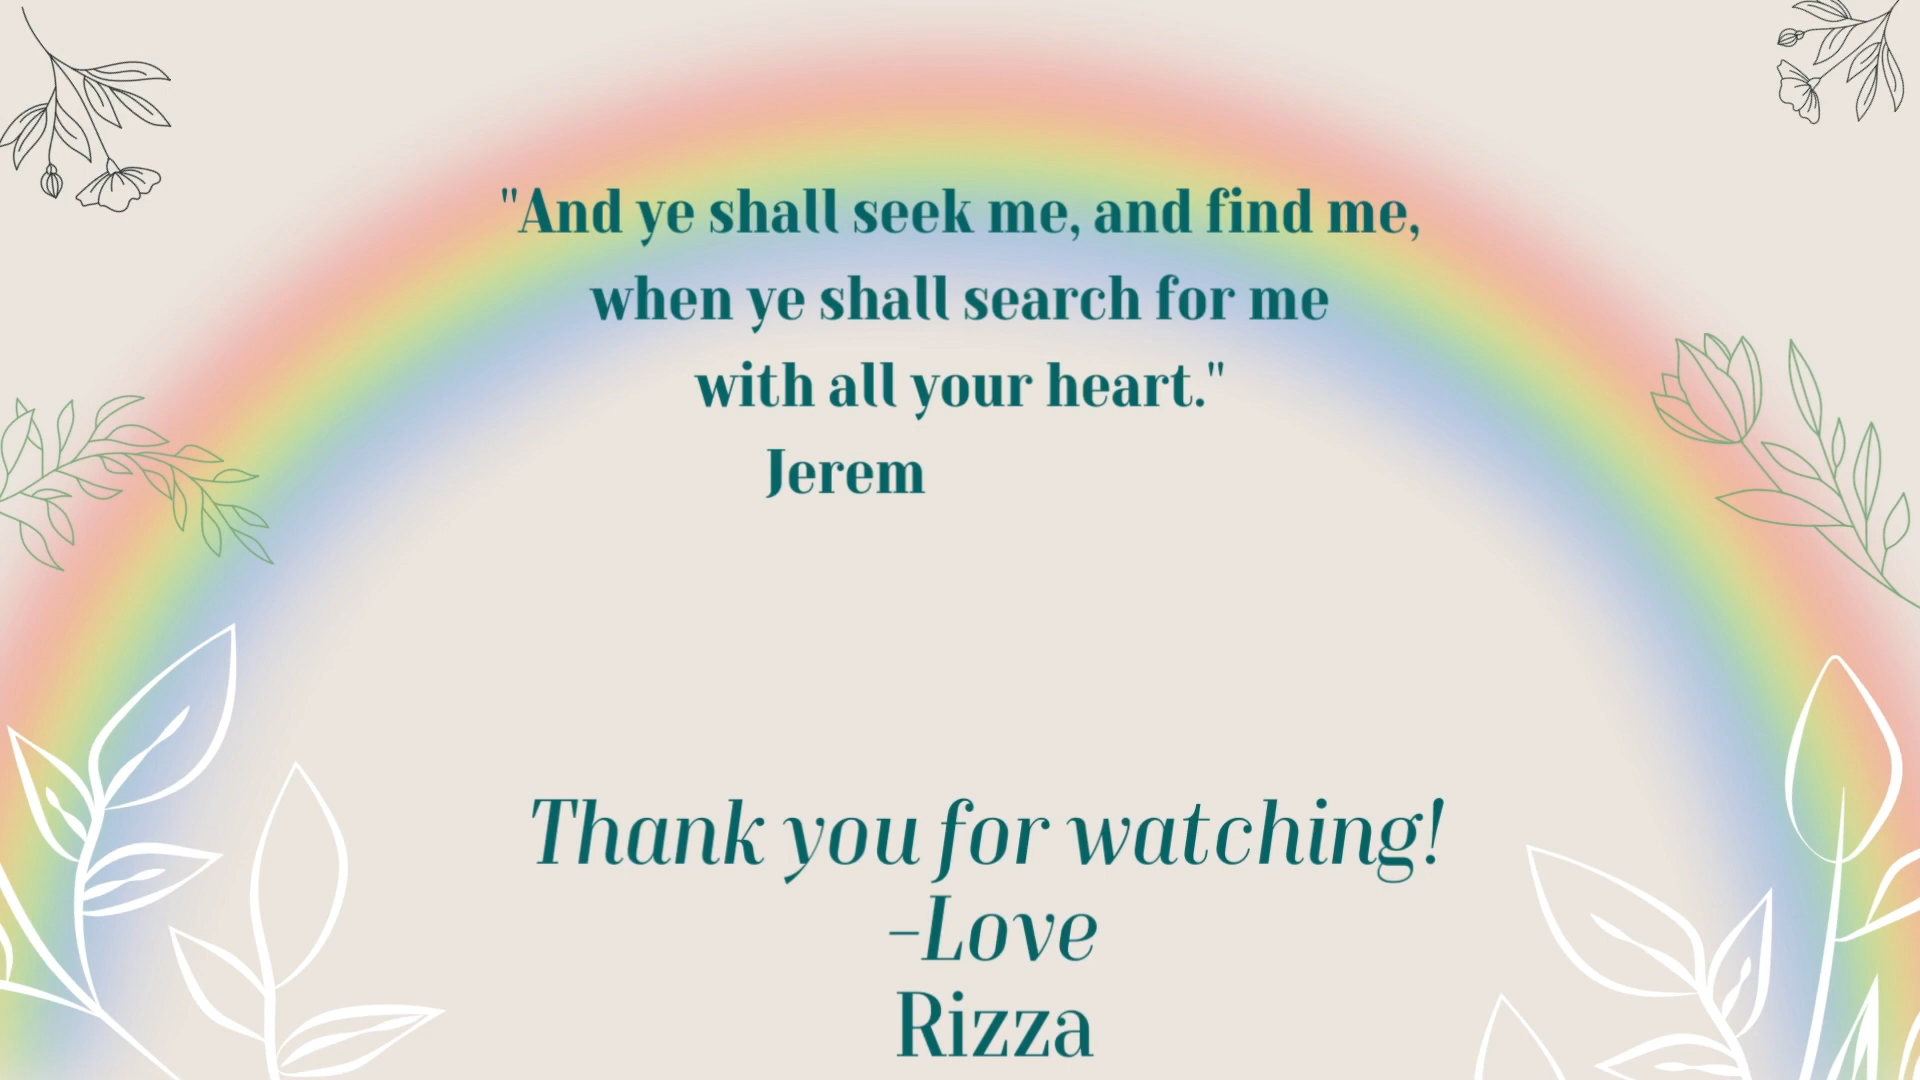 "And ye shall seek me, and find me,
when ye shall search for me
with all your heart."
Jerem
Thank you for watching!
-Love
Rizza